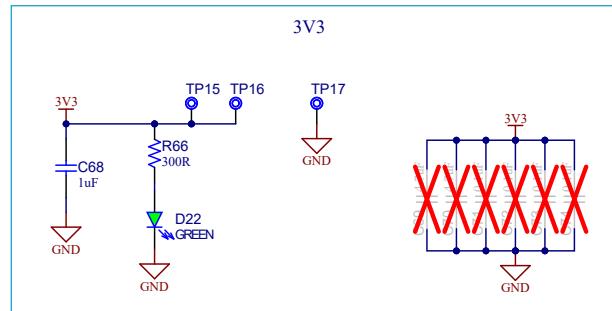 3V3
TP15
TP16
TP17
3V3
R66
300R
GND
C68
1uF
D22
GREEN
GND
GND
3V3
GND